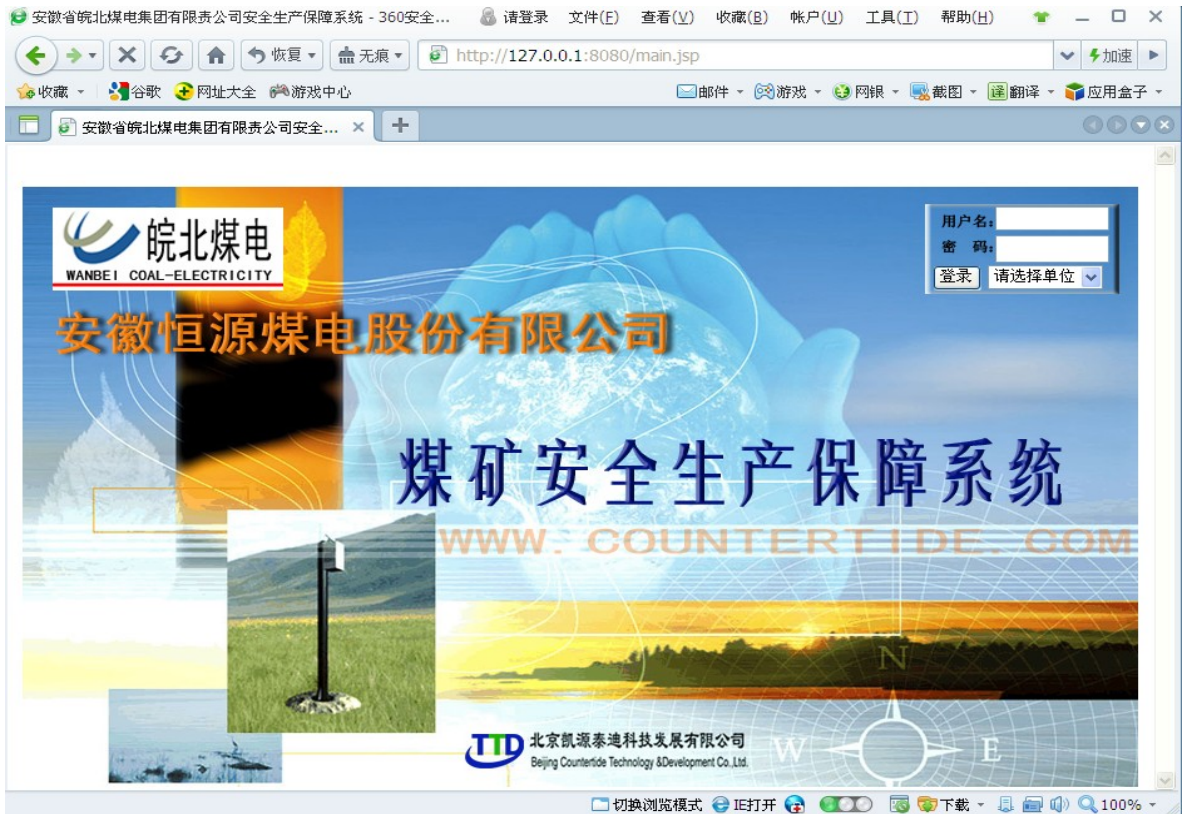 安徽省皖北煤电集团有限责公司安全生产保障系统 - 360安全... 请登录 文件(F) 查看(V) 收藏(B) 帐户(U) 工具(T) 帮助(H)
恢复 无痕 http://127.0.0.1:8080/main.jsp 加速
收藏 谷歌 网址大全 游戏中心 邮件 游戏 网银 截图 译 翻译 应用盒子
安徽省皖北煤电集团有限责公司安全...
皖北煤电
WANBEI COAL-ELECTRICITY
用户名:
密 码:
登录 请选择单位
安徽恒源煤电股份有限公司
煤矿安全生产保障系统
WWW. COUNTERTIDE. COM
N
W E
TTD 北京凯源泰迪科技发展有限公司
Beijing Countertide Technology &Development Co.,Ltd.
切换浏览模式 IE打开 下载 100%